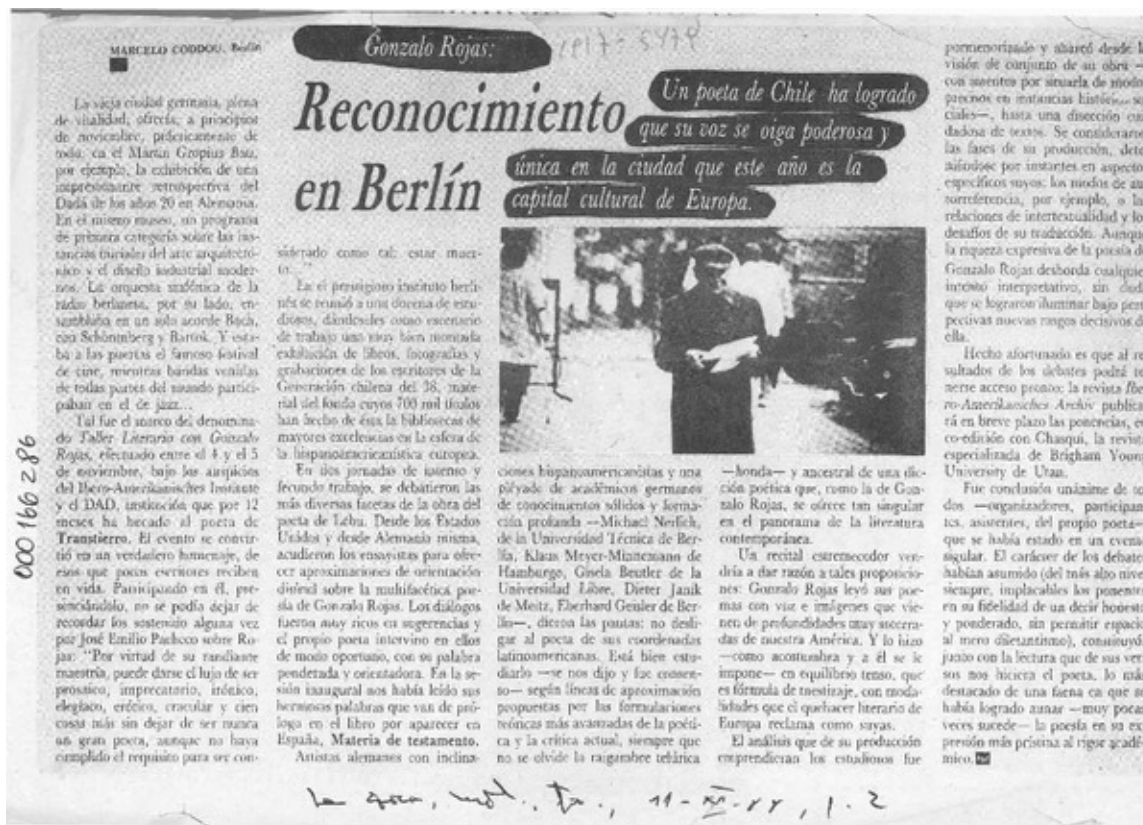 MARCELO CODDOU, Berlín
Gonzalo Rojas:
Reconocimiento
en Berlín
Un poeta de Chile ha logrado
que su voz se oiga poderosa y
única en la ciudad que este año es la
capital cultural de Europa.
La vieja ciudad germana, plena
de vitalidad, ofrecía, a principios
de noviembre, prácticamente de
todo: en el Martin Gropius Bau,
por ejemplo, la exhibición de una
impresionante retrospectiva del
Dadá de los años 20 en Alemania.
En el mismo museo, un programa
de primera categoría sobre las ins-
tancias iniciales del arte arquitectó-
nico y el diseño industrial moder-
nos. La orquesta sinfónica de la
radio berlinesa, por su lado, en-
samblaba en un solo acorde Bach,
con Schönnberg y Bartok. Y esta-
ba a las puertas el famoso festival
de cine, mientras bandas venidas
de todas partes del mundo partici-
paban en el de jazz...
Tal fue el marco del denomina-
do Taller Literario con Gonzalo
Rojas, efectuado entre el 4 y el 5
de noviembre, bajo los auspicios
del Ibero-Amerikanisches Institute
y el DAD, institución que por 12
meses ha becado al poeta de
Transtierro. El evento se convir-
tió en un verdadero homenaje, de
esos que pocos escritores reciben
en vida. Participando en él, pre-
senciándolo, no se podía dejar de
recordar los sostenido alguna vez
por José Emilio Pacheco sobre Ro-
jas: "Por virtud de su radiante
maestría, puede darse el lujo de ser
prosaico, imprecatorio, irónico,
elegíaco, erótico, oracular y cien
cosas más sin dejar de ser nunca
un gran poeta, aunque no haya
cumplido el requisito para ser con-
siderado como tal: estar muer-
to..."
En el prestigioso instituto berli-
nés se reunió a una docena de estu-
diosos, dándoseles como escenario
de trabajo una muy bien montada
exhibición de libros, fotografías y
grabaciones de los escritores de la
Generación chilena del 38, mate-
rial del fondo cuyos 700 mil títulos
han hecho de ésta la bibliotecas de
mayores excelencias en la esfera de
la hispanoamericanística europea.
En dos jornadas de intenso y
fecundo trabajo, se debatieron las
más diversas facetas de la obra del
poeta de Lebu. Desde los Estados
Unidos y desde Alemania misma,
acudieron los ensayistas para ofre-
cer aproximaciones de orientación
disímil sobre la multifacética poe-
sía de Gonzalo Rojas. Los diálogos
fueron muy ricos en sugerencias y
el propio poeta intervino en ellos
de modo oportuno, con su palabra
ponderada y orientadora. En la se-
sión inaugural nos había leído sus
hermosas palabras que van de pró-
logo en el libro por aparecer en
España, Materia de testamento.
Artistas alemanes con inclina-
ciones hispanoamericanistas y una
pléyade de académicos germanos
de conocimientos sólidos y forma-
ción profunda —Michael Nerlich,
de la Universidad Técnica de Ber-
lín, Klaus Meyer-Minnemann de
Hamburgo, Gisela Beutler de la
Universidad Libre, Dieter Janik
de Meitz, Eberhard Geisler de Ber-
lín—, dieron las pautas: no desli-
gar al poeta de sus coordenadas
latinoamericanas. Está bien estu-
diarlo —se nos dijo y fue consen-
so— según líneas de aproximación
propuestas por las formulaciones
teóricas más avanzadas de la poéti-
ca y la crítica actual, siempre que
no se olvide la raigambre telúrica
—honda— y ancestral de una dic-
ción poética que, como la de Gon-
zalo Rojas, se ofrece tan singular
en el panorama de la literatura
contemporánea.
Un recital estremecedor ven-
dría a dar razón a tales proposicio-
nes: Gonzalo Rojas leyó sus poe-
mas con voz e imágenes que vie-
nen de profundidades muy sote
rradas de nuestra América. Y lo hizo
—como acostumbra y a él se le
impone— en equilibrio tenso, que
es fórmula de mestizaje, con moda-
lidades que el quehacer literario de
Europa reclama como suyas.
El análisis que de su producción
emprendieran los estudiosos fue
pormenorizado y abarcó desde la
visión de conjunto de su obra —
con intentos por situarla de modo
precisos en instancias histórico
ciales—, hasta una disección cui
dadosa de textos. Se consideraron
las fases de su producción, dete
niéndose por instantes en aspecto
específicos suyos: los modos de au
torreferencia, por ejemplo, o la
relaciones de intertextualidad y lo
desafíos de su traducción. Aunque
la riqueza expresiva de la poesía de
Gonzalo Rojas desborda cualquie
intento interpretativo, sin duda
que se lograron iluminar bajo pers
pectivas nuevas rasgos decisivos de
ella.
Hecho afortunado es que al re
sultados de los debates podrá te
nerse acceso pronto: la revista Ibe
ro-Amerikanisches Archiv publica
rá en breve plazo las ponencias, en
co-edición con Chasqui, la revista
especializada de Brigham Young
University de Utau.
Fue conclusión unánime de to
dos —organizadores, participan
tes, asistentes, del propio poeta—
que se había estado en un evento
sigular. El carácter de los debates
habían asumido (del más alto nivel
siempre, implacables los ponentes
en su fidelidad de un decir honesto
y ponderado, sin permitir espacio
al mero diletantismo), constituyó
junto con la lectura que de sus ver
sos nos hiciera el poeta, lo más
destacado de una faena en que se
había logrado aunar —muy pocas
veces sucede— la poesía en su ex
presión más prístina al rigor acadé
mico.
000 166 286